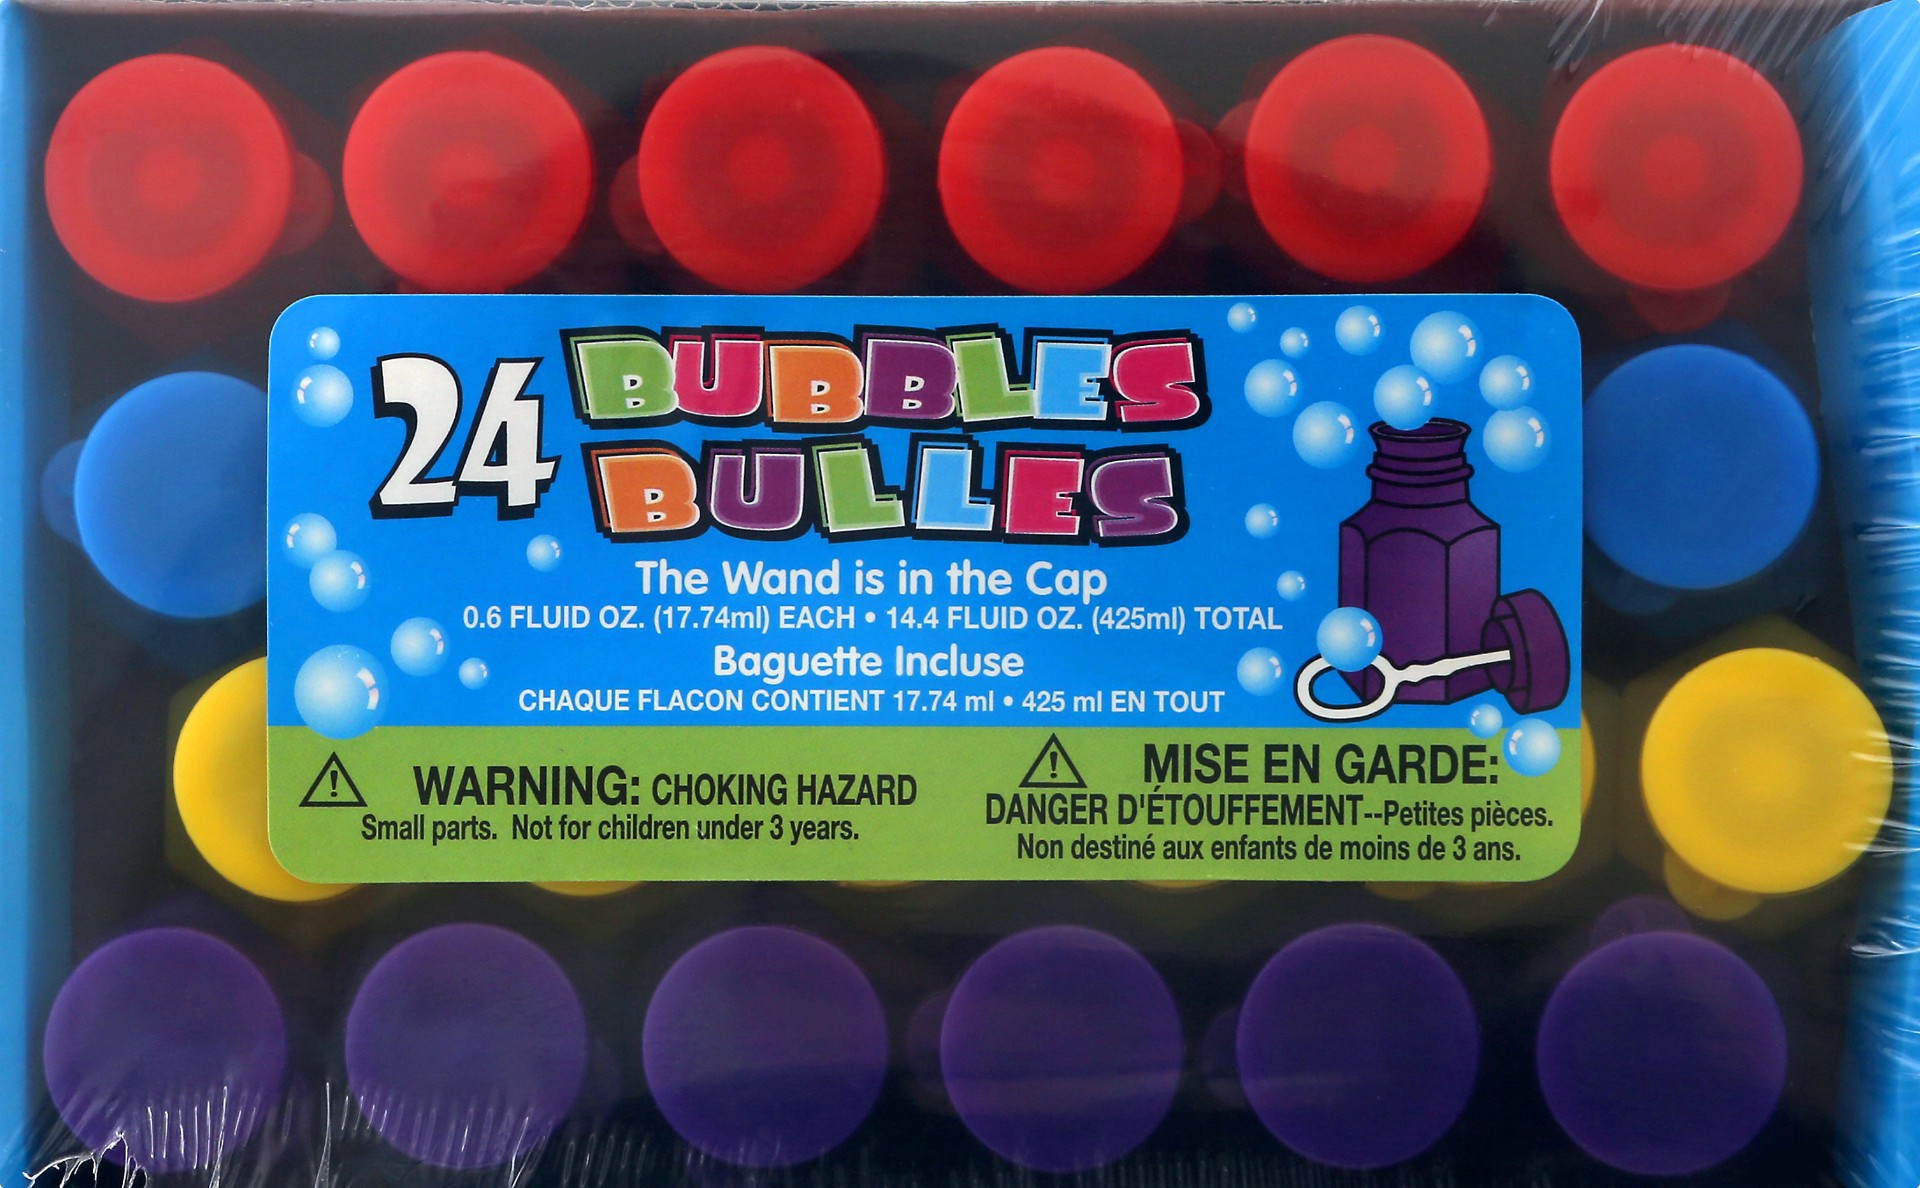 24 BUBBLES
BULLES
The Wand is in the Cap
0.6 FLUID OZ. (17.74ml) EACH • 14.4 FLUID OZ. (425ml) TOTAL
Baguette Incluse
CHAQUE FLACON CONTIENT 17.74 ml • 425 ml EN TOUT
WARNING: CHOKING HAZARD
Small parts. Not for children under 3 years.
MISE EN GARDE:
DANGER D'ÉTOUFFEMENT--Petites pièces.
Non destiné aux enfants de moins de 3 ans.